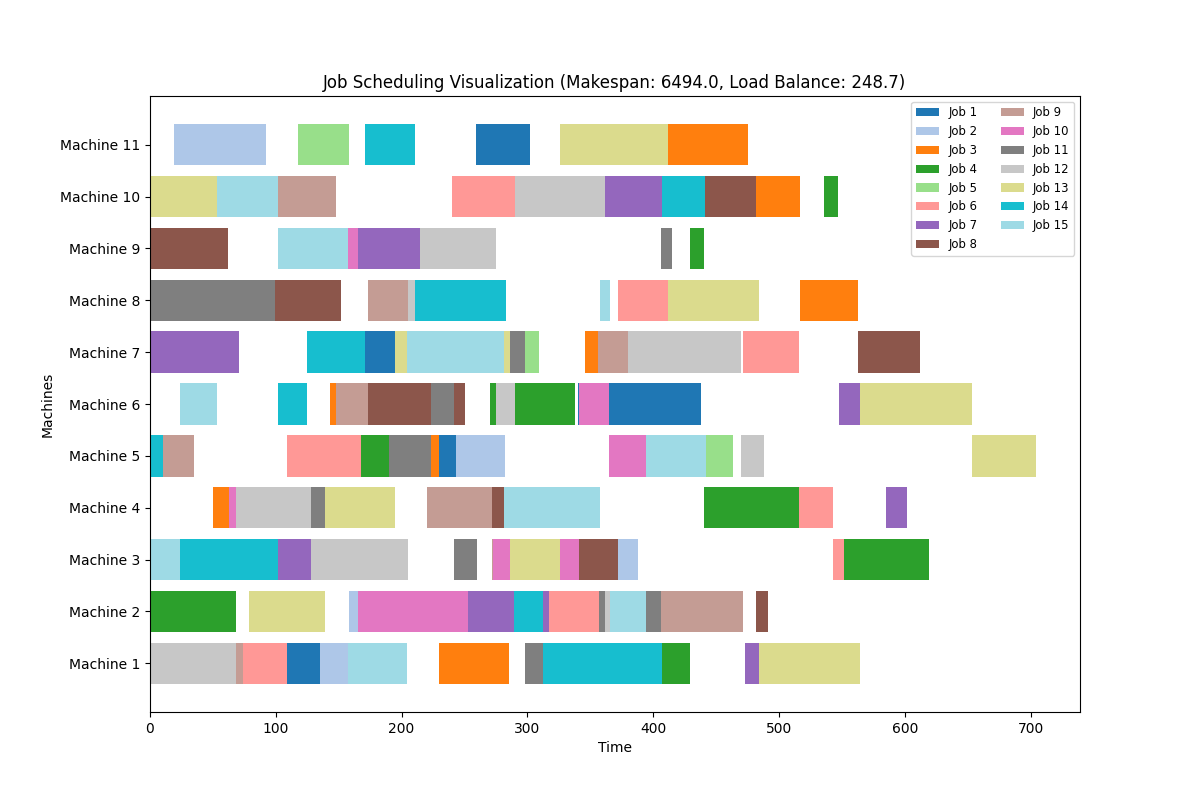 Job Scheduling Visualization (Makespan: 6494.0, Load Balance: 248.7)
Machine 11
Machine 10
Machine 9
Machine 8
Machine 7
Machine 6
Machine 5
Machine 4
Machine 3
Machine 2
Machine 1
Machines
0 100 200 300 400 500 600 700
Time
Job 1
Job 2
Job 3
Job 4
Job 5
Job 6
Job 7
Job 8
Job 9
Job 10
Job 11
Job 12
Job 13
Job 14
Job 15